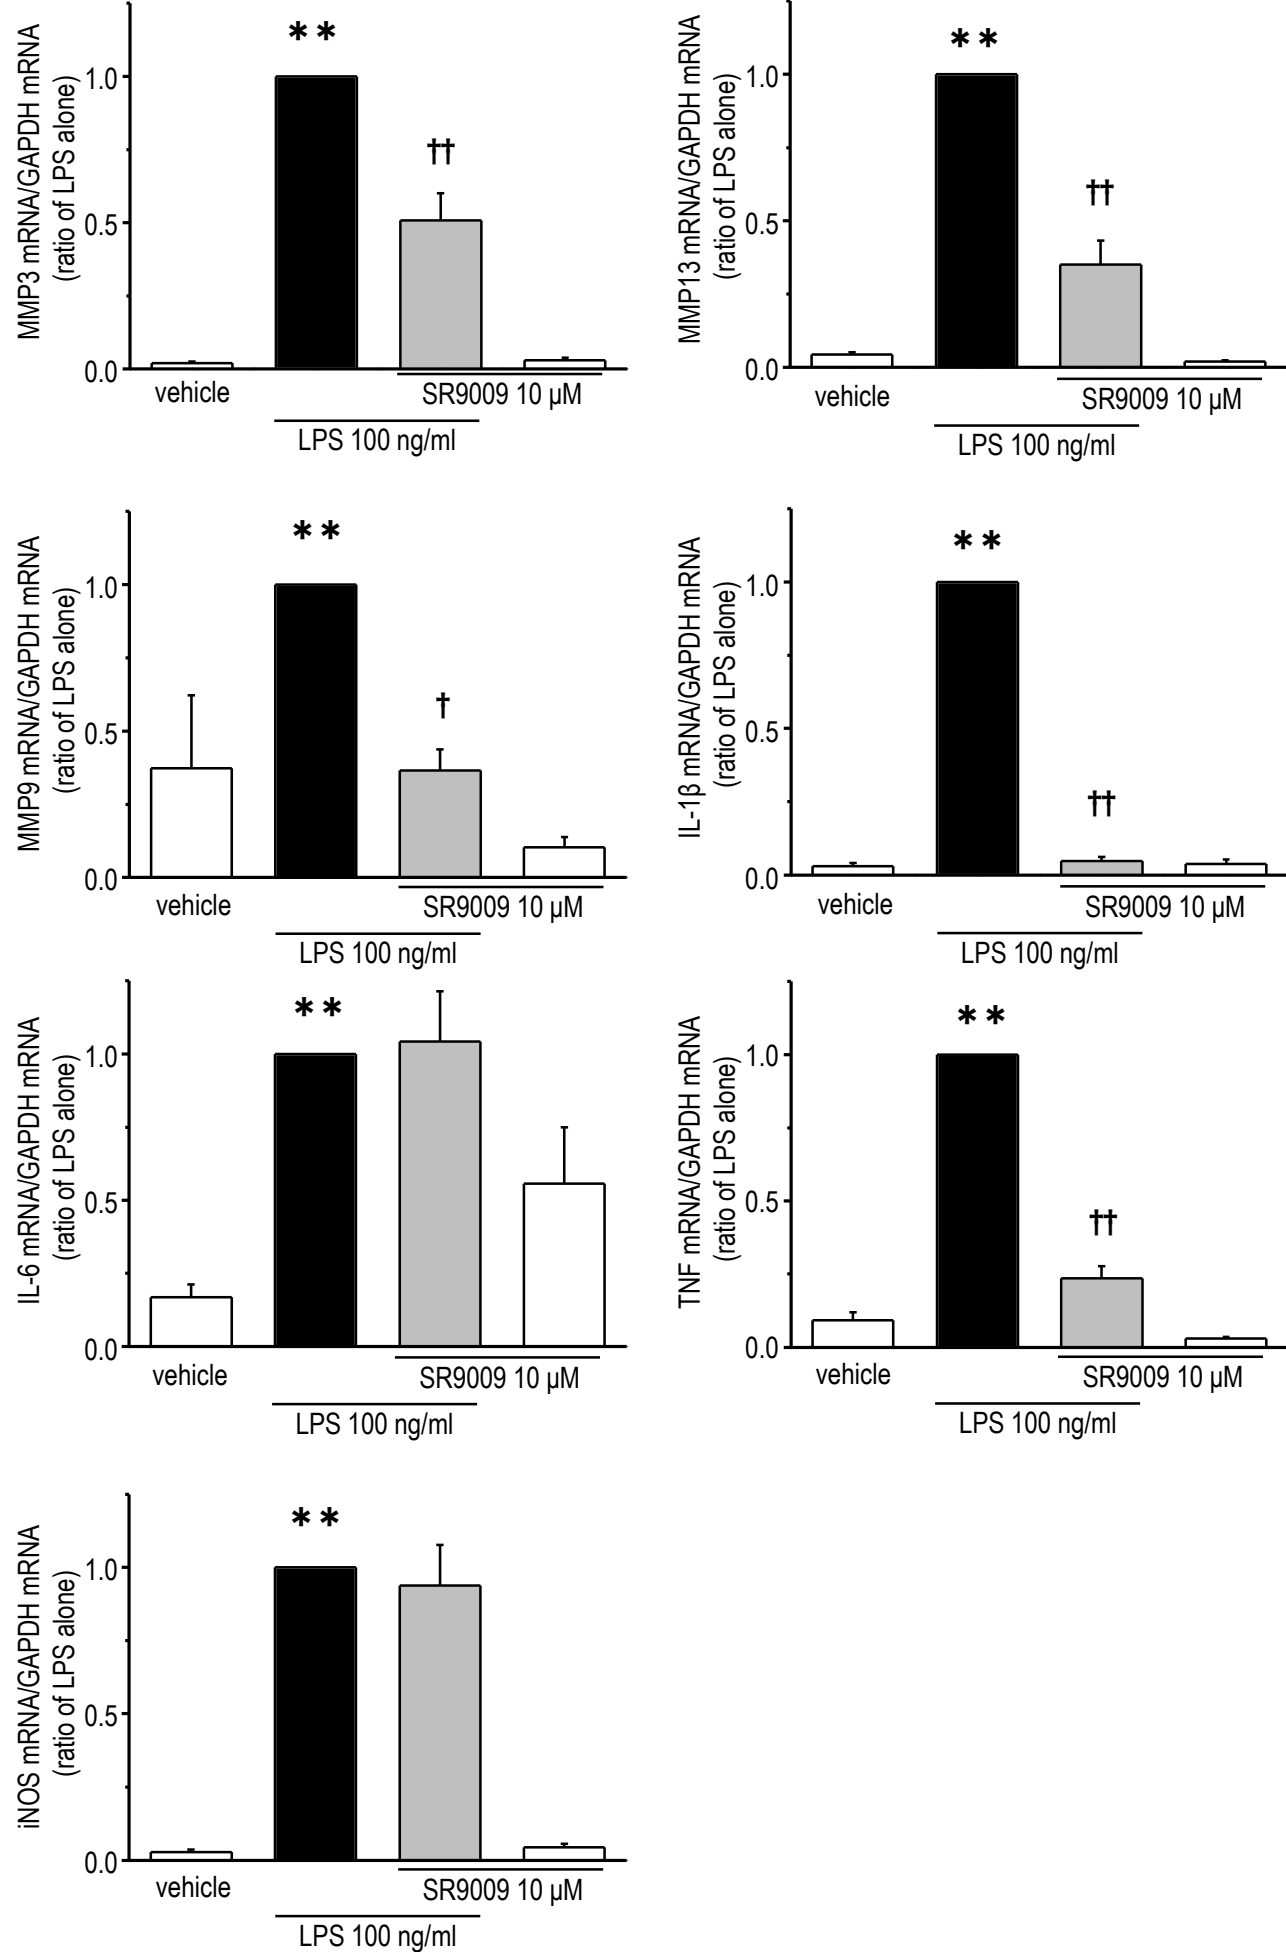 MMP3 mRNA/GAPDH mRNA
(ratio of LPS alone)
1.0
0.5
0.0
**
††
vehicle
SR9009 10 µM
LPS 100 ng/ml
MMP13 mRNA/GAPDH mRNA
(ratio of LPS alone)
1.0
0.5
0.0
**
††
vehicle
SR9009 10 µM
LPS 100 ng/ml
MMP9 mRNA/GAPDH mRNA
(ratio of LPS alone)
1.0
0.5
0.0
**
†
vehicle
SR9009 10 µM
LPS 100 ng/ml
IL-1β mRNA/GAPDH mRNA
(ratio of LPS alone)
1.0
0.5
0.0
**
††
vehicle
SR9009 10 µM
LPS 100 ng/ml
IL-6 mRNA/GAPDH mRNA
(ratio of LPS alone)
1.0
0.5
0.0
**
vehicle
SR9009 10 µM
LPS 100 ng/ml
TNF mRNA/GAPDH mRNA
(ratio of LPS alone)
1.0
0.5
0.0
**
††
vehicle
SR9009 10 µM
LPS 100 ng/ml
iNOS mRNA/GAPDH mRNA
(ratio of LPS alone)
1.0
0.5
0.0
**
vehicle
SR9009 10 µM
LPS 100 ng/ml